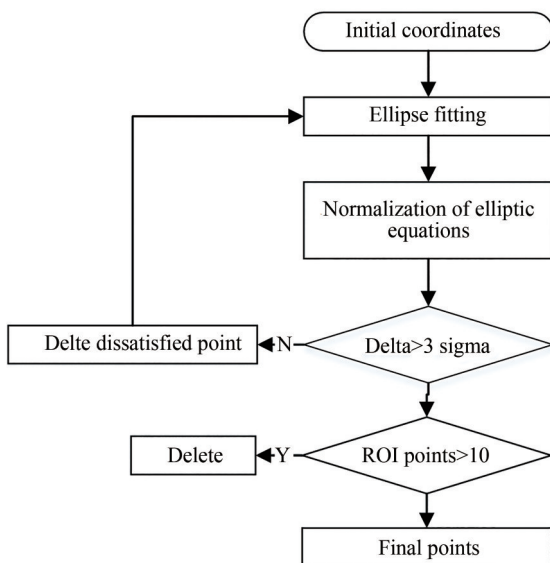 Initial coordinates
Ellipse fitting
Normalization of elliptic
equations
Delte dissatisfied point
N
Delta>3 sigma
Delete
Y
ROI points>10
Final points